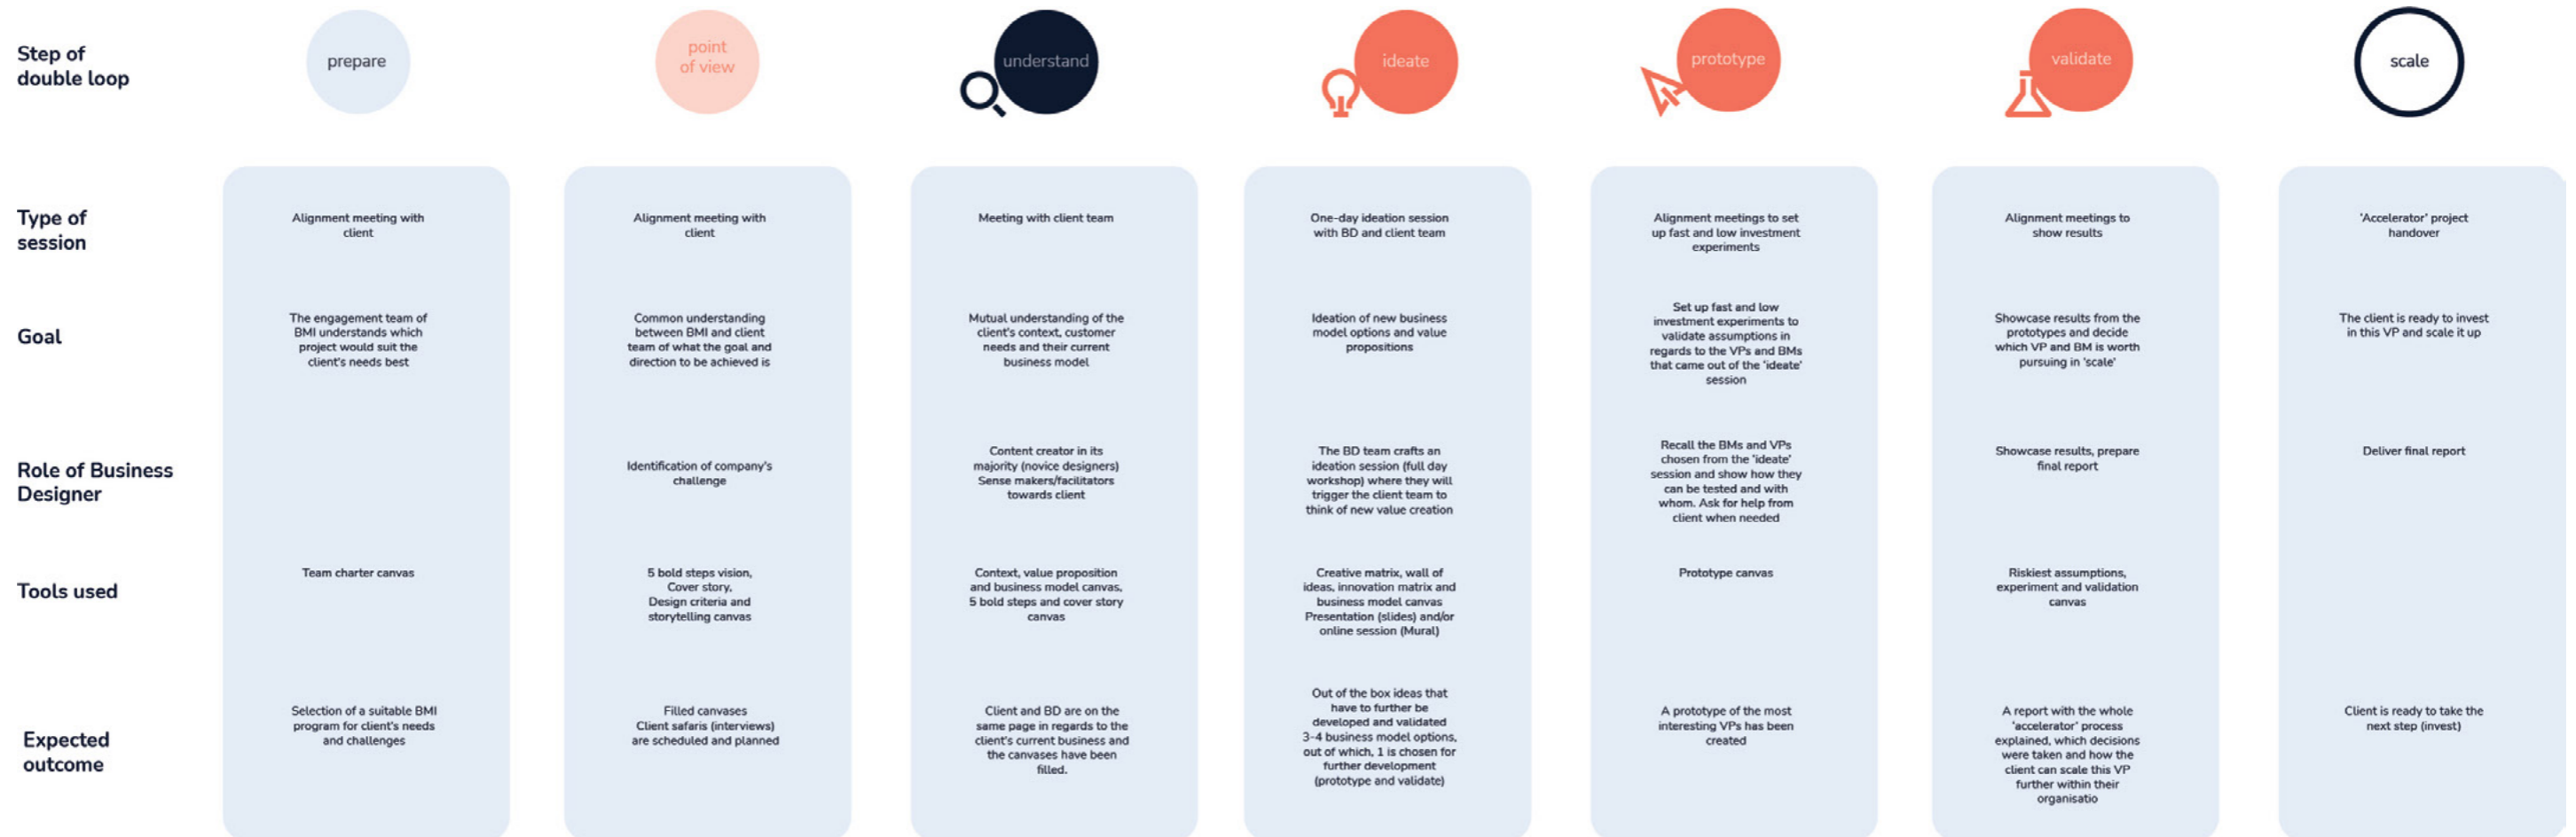 Step of
double loop
prepare
point
of view
understand
ideate
prototype
validate
scale
Type of
session
Alignment meeting with
client
Alignment meeting with
client
Meeting with client team
One-day ideation session
with BD and client team
Alignment meetings to set
up fast and low investment
experiments
Alignment meetings to
show results
'Accelerator' project
handover
Goal
The engagement team of
BMI understands which
project would suit the
client's needs best
Common understanding
between BMI and client
team of what the goal and
direction to be achieved is
Mutual understanding of the
client's context, customer
needs and their current
business model
Ideation of new business
model options and value
propositions
Set up fast and low
investment experiments to
validate assumptions in
regards to the VPs and BMs
that came out of the 'ideate'
session
Showcase results from the
prototypes and decide
which VP and BM is worth
pursuing in 'scale'
The client is ready to invest
in this VP and scale it up
Role of Business
Designer
Identification of company's
challenge
Content creator in its
majority (novice designers)
Sense makers/facilitators
towards client
The BD team crafts an
ideation session (full day
workshop) where they will
trigger the client team to
think of new value creation
Recall the BMs and VPs
chosen from the 'ideate'
session and show how they
can be tested and with
whom. Ask for help from
client when needed
Showcase results, prepare
final report
Deliver final report
Tools used
Team charter canvas
5 bold steps vision,
Cover story,
Design criteria and
storytelling canvas
Context, value proposition
and business model canvas,
5 bold steps and cover story
canvas
Creative matrix, wall of
ideas, innovation matrix and
business model canvas
Presentation (slides) and/or
online session (Mural)
Prototype canvas
Riskiest assumptions,
experiment and validation
canvas
Expected
outcome
Selection of a suitable BMI
program for client's needs
and challenges
Filled canvases
Client safaris (interviews)
are scheduled and planned
Client and BD are on the
same page in regards to the
client's current business and
the canvases have been
filled.
Out of the box ideas that
have to further be
developed and validated
3-4 business model options,
out of which, 1 is chosen for
further development
(prototype and validate)
A prototype of the most
interesting VPs has been
created
A report with the whole
'accelerator' process
explained, which decisions
were taken and how the
client can scale this VP
further within their
organisatio
Client is ready to take the
next step (invest)